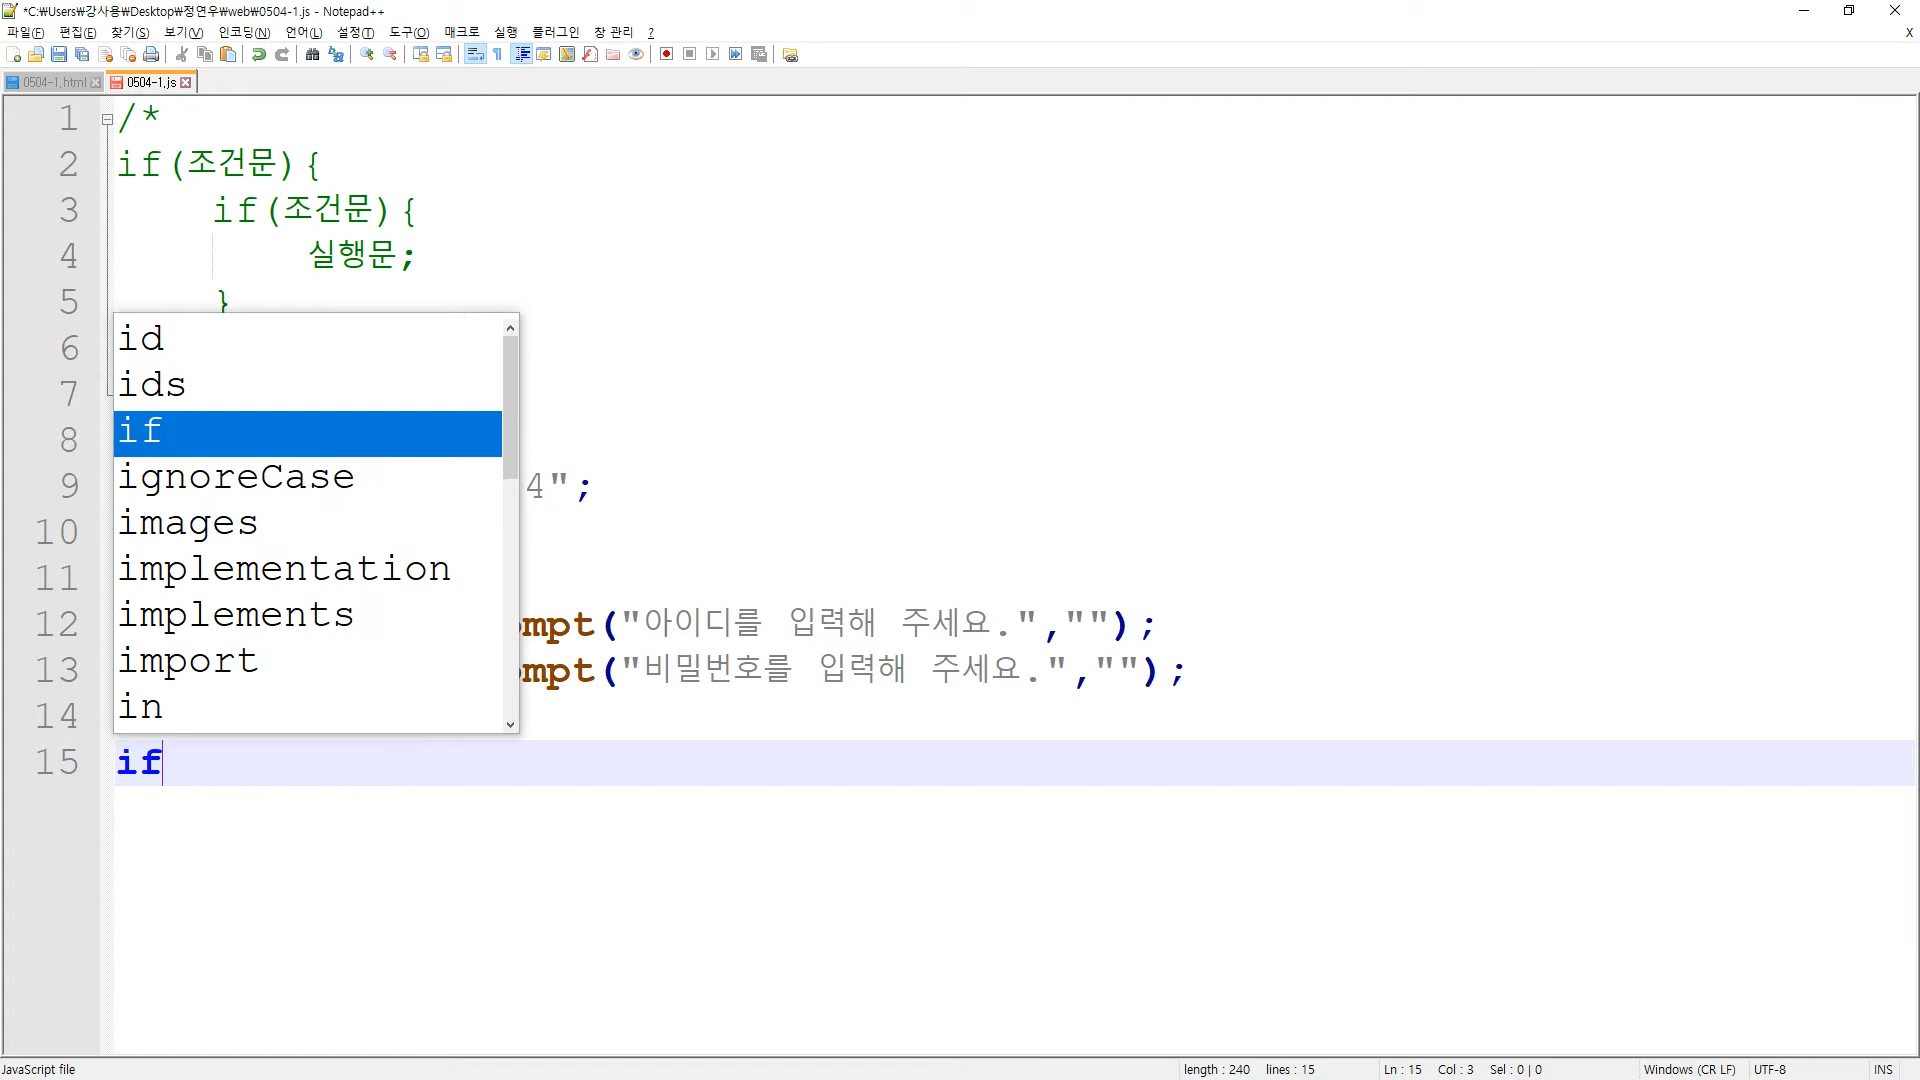 *C:₩Users₩강사용₩Desktop₩정연우₩web₩0504-1.js - Notepad++
파일(F) 편집(E) 찾기(S) 보기(V) 인코딩(N) 언어(L) 설정(T) 도구(O) 매크로 실행 플러그인 창 관리 ? X
0504-1.html 0504-1.js
1 /*
2 if(조건문){
3 if(조건문){
4 실행문;
5 }
6
7
8
9 4";
10
11
12 mpt("아이디를 입력해 주세요.","");
13 mpt("비밀번호를 입력해 주세요.","");
14
15 if
id
ids
if
ignoreCase
images
implementation
implements
import
in
JavaScript file length : 240 lines : 15 Ln : 15 Col : 3 Sel : 0 | 0 Windows (CR LF) UTF-8 INS